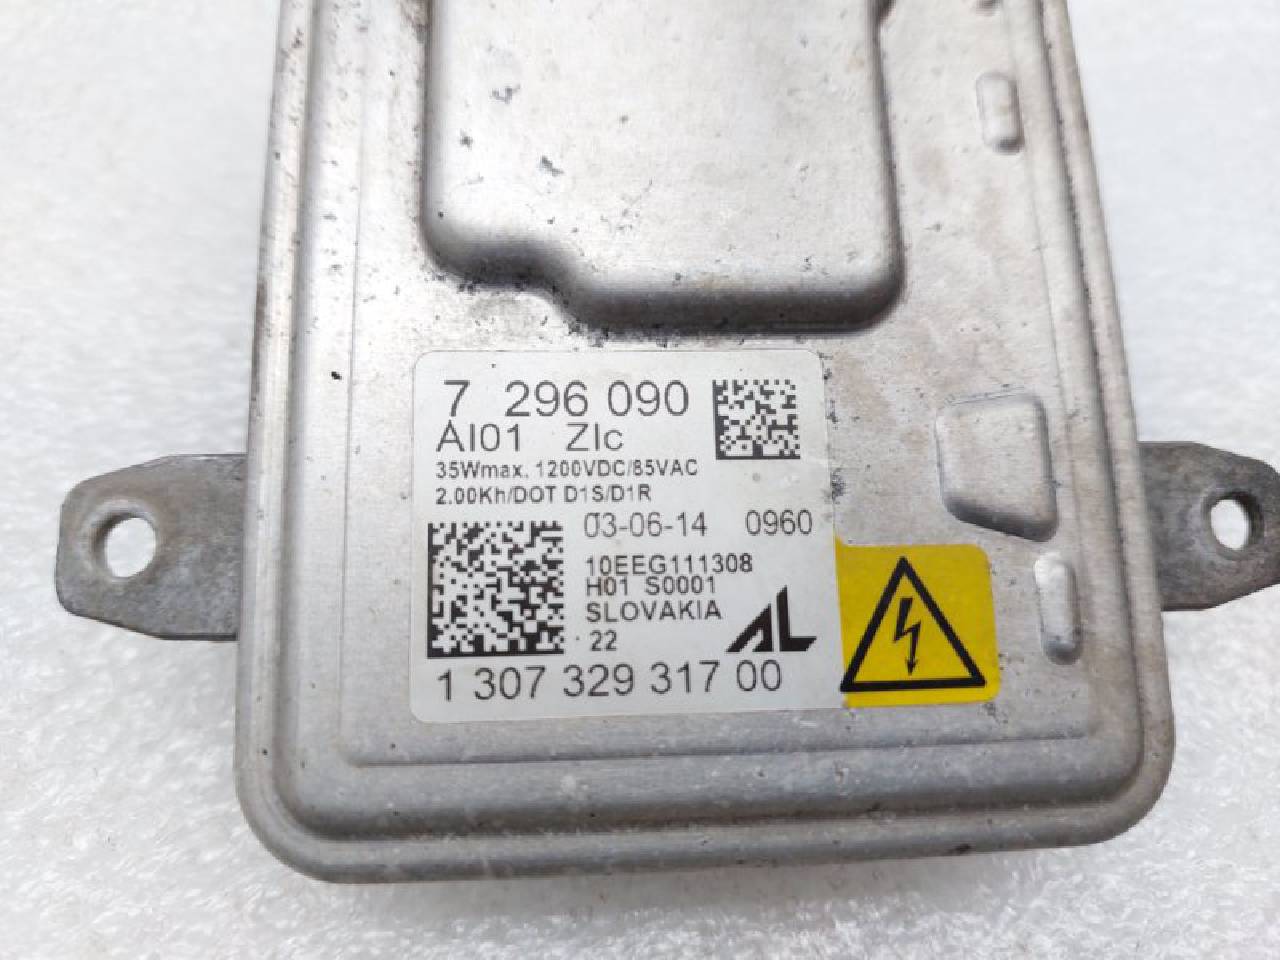 7 296 090
AI01 ZIc
35Wmax. 1200VDC/85VAC
2.00Kh/DOT D1S/D1R
03-06-14 0960
10EEG111308
H01 S0001
SLOVAKIA
22
AL
1 307 329 317 00